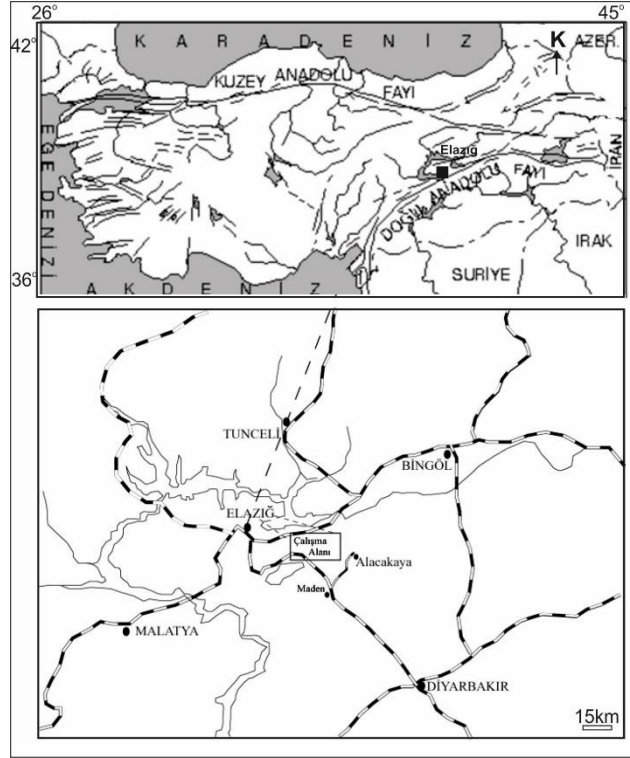 26° 45°
42°
K A R A D E N İ Z
K
AZER.
KUZEY ANADOLU FAYI
Elazığ
EGE DENİZİ
DOĞU ANADOLU FAYI
İRAN
IRAK
36°
SURİYE
A K D E N İ Z
TUNCELİ
BİNGÖL
ELAZIĞ
Çalışma
Alanı
Alacakaya
Maden
MALATYA
DİYARBAKIR
15km